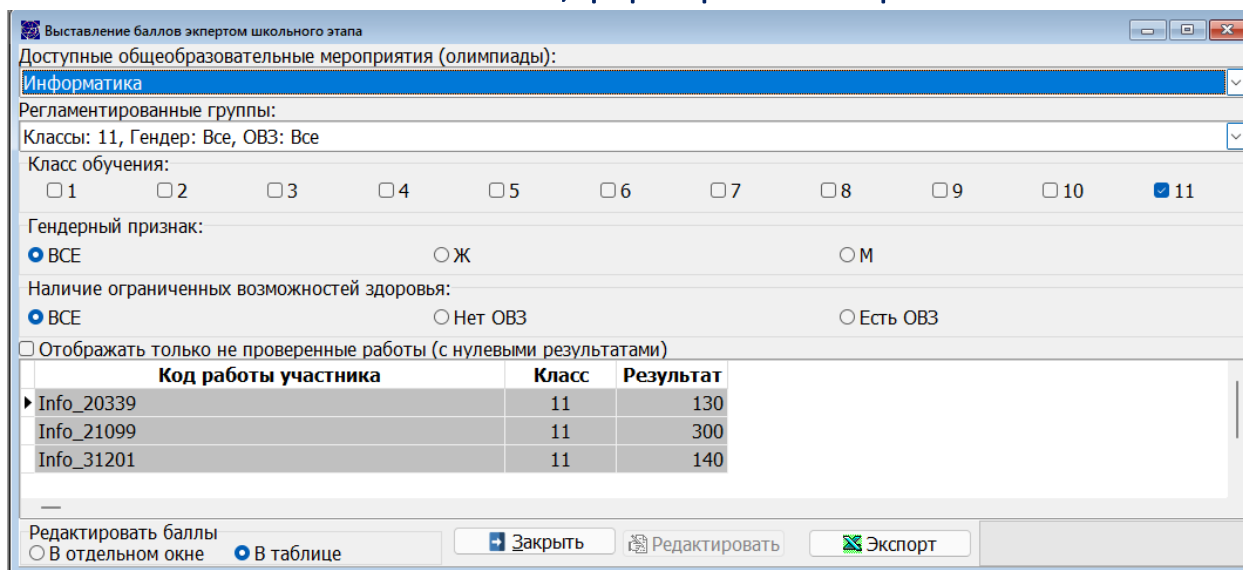 Выставление баллов экпертом школьного этапа
Доступные общеобразовательные мероприятия (олимпиады):
Информатика
Регламентированные группы:
Классы: 11, Гендер: Все, ОВЗ: Все
Класс обучения:
1 2 3 4 5 6 7 8 9 10 11
Гендерный признак:
ВСЕ Ж М
Наличие ограниченных возможностей здоровья:
ВСЕ Нет ОВЗ Есть ОВЗ
Отображать только не проверенные работы (с нулевыми результатами)
Код работы участника Класс Результат
Info_20339 11 130
Info_21099 11 300
Info_31201 11 140
Редактировать баллы
В отдельном окне В таблице Закрыть Редактировать Экспорт